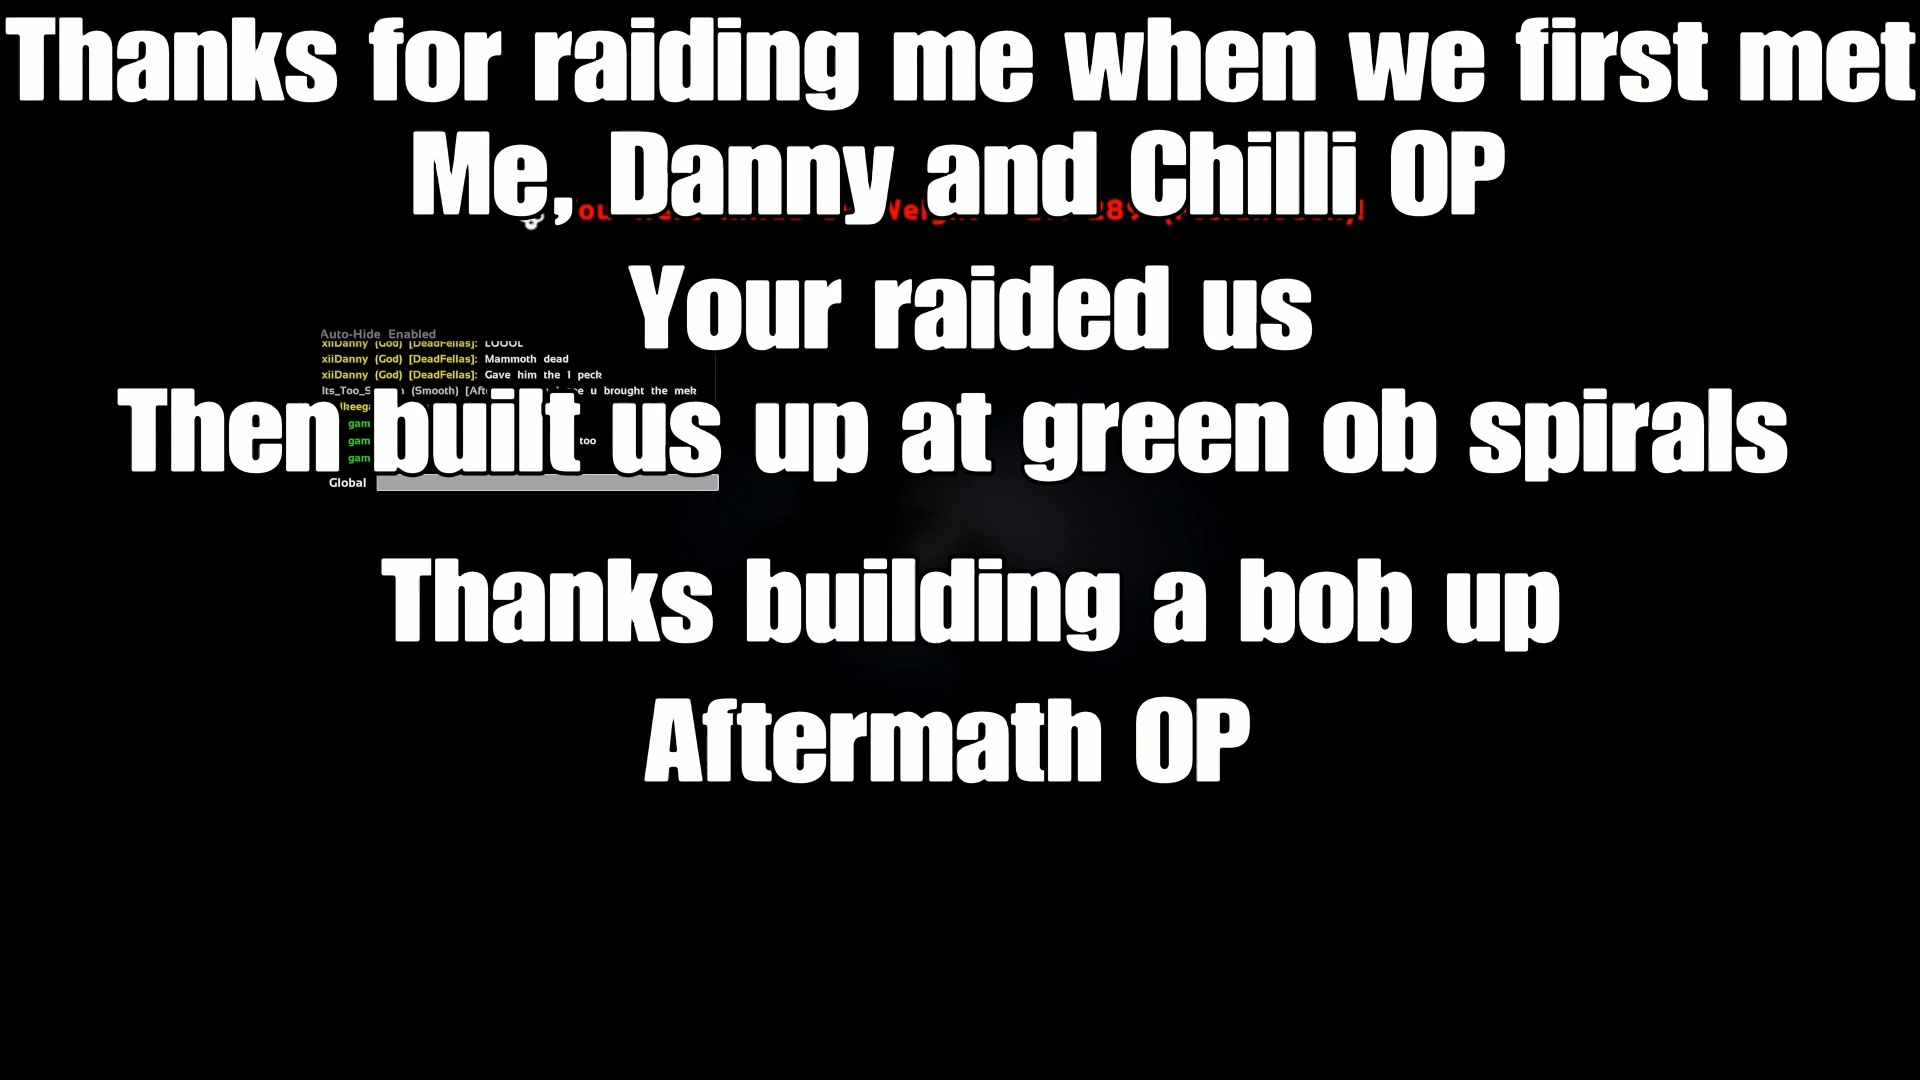 Thanks for raiding me when we first met
Me, Danny and Chilli OP
Your raided us
Auto-Hide Enabled
xiiDanny (God) [DeadFellas]: LOOOL
xiiDanny (God) [DeadFellas]: Mammoth dead
xiiDanny (God) [DeadFellas]: Gave him the 1 peck
(Smooth) u brought the mek
Then built us up at green ob spirals
too
Global
Thanks building a bob up
Aftermath OP